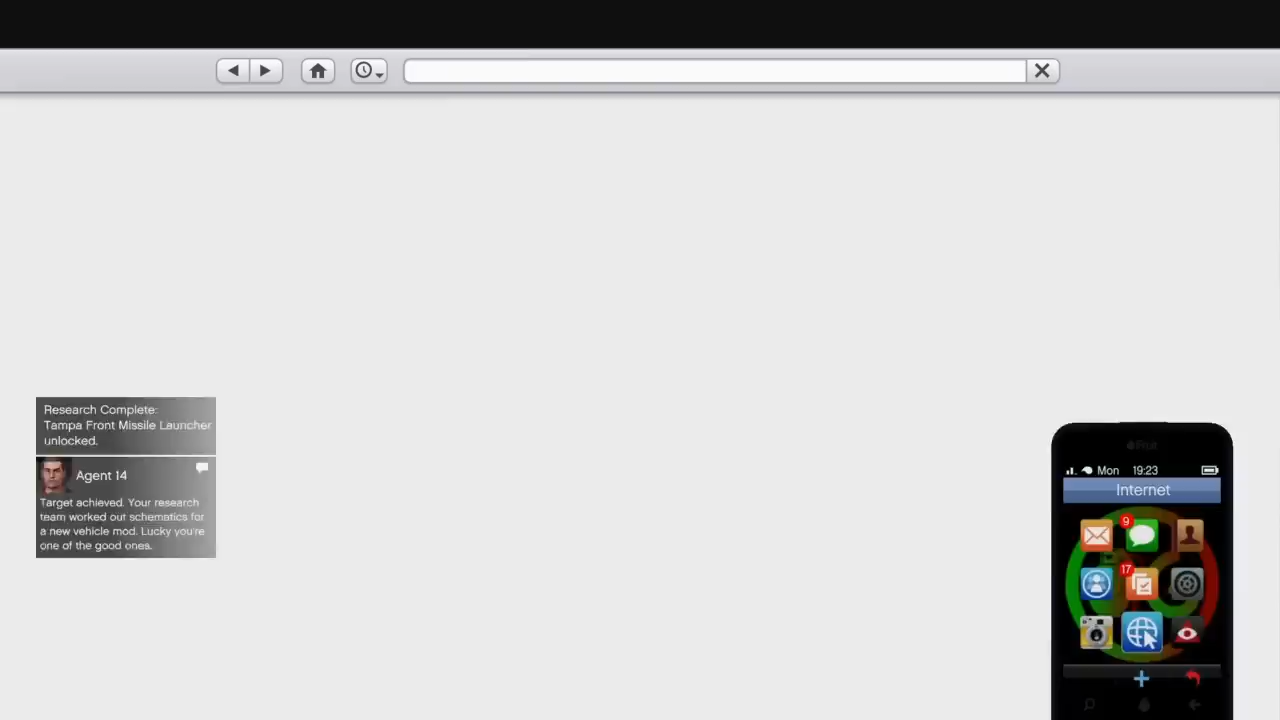 Research Complete:
Tampa Front Missile Launcher
unlocked.
Agent 14
Target achieved. Your research
team worked out schematics for
a new vehicle mod. Lucky you're
one of the good ones.
iFruit
Mon 19:23
Internet
9
17